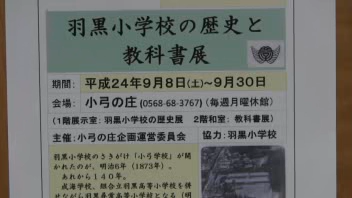 羽黒小学校の歴史と
教科書展
期間：平成24年9月8日(土)~9月30日
会場：小弓の庄(0568-68-3767)(毎週月曜休館)
(1階展示室：羽黒小学校の歴史展 2階和室：教科書展)
主催：小弓の庄企画運営委員会 協力：羽黒小学校
羽黒小学校のさきがけ「小弓学校」が開
かれたのが、明治6年（1873年）。
あれから１４０年。
成海学校、組合立羽黒高等小学校を併